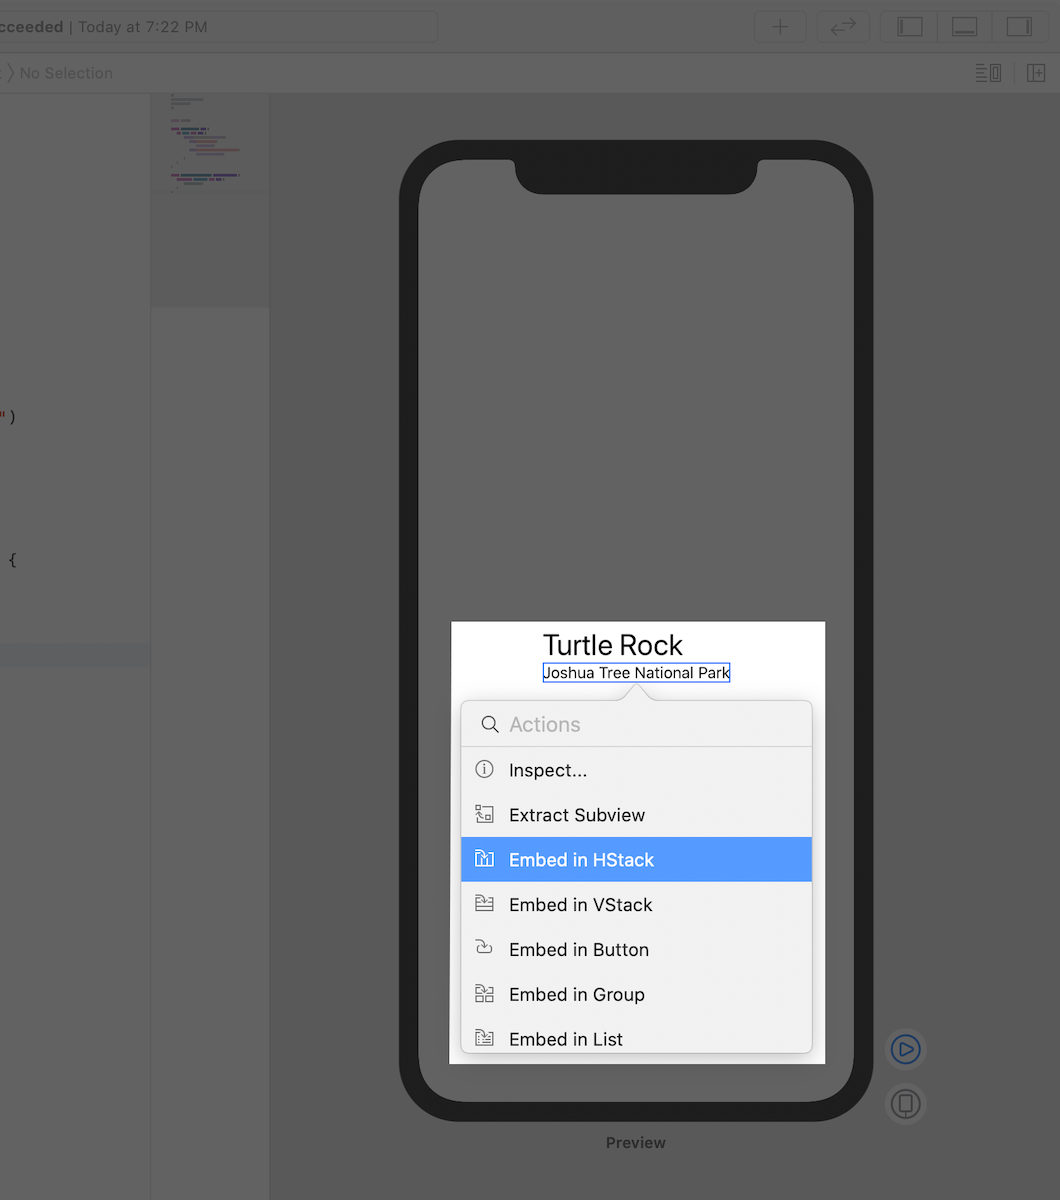 cceeded | Today at 7:22 PM
No Selection
")
{
Turtle Rock
Joshua Tree National Park
Actions
Inspect...
Extract Subview
Embed in HStack
Embed in VStack
Embed in Button
Embed in Group
Embed in List
Preview